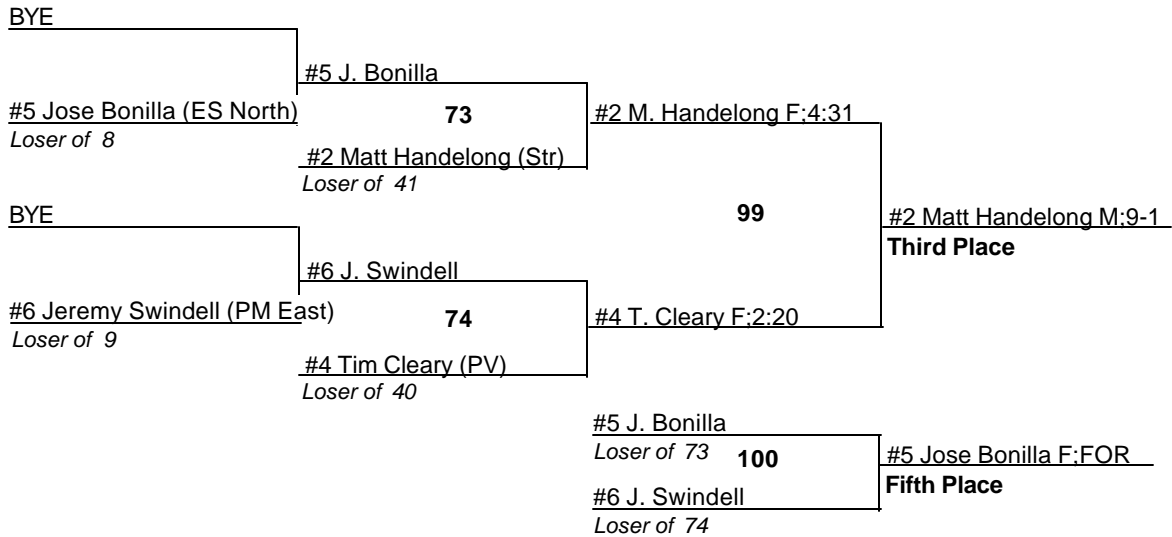 BYE
#5 J. Bonilla
#5 Jose Bonilla (ES North)
73
#2 M. Handelong F;4:31
Loser of 8
#2 Matt Handelong (Str)
Loser of 41
BYE
99
#2 Matt Handelong M;9-1
Third Place
#6 J. Swindell
#6 Jeremy Swindell (PM East)
74
#4 T. Cleary F;2:20
Loser of 9
#4 Tim Cleary (PV)
Loser of 40
#5 J. Bonilla
Loser of 73
100
#5 Jose Bonilla F;FOR
Fifth Place
#6 J. Swindell
Loser of 74